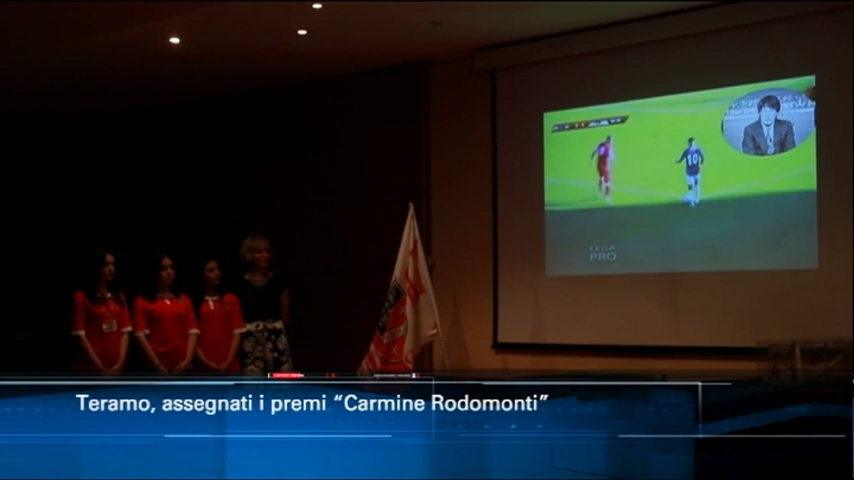 10
LEGA
PRO
Teramo, assegnati i premi “Carmine Rodomonti”